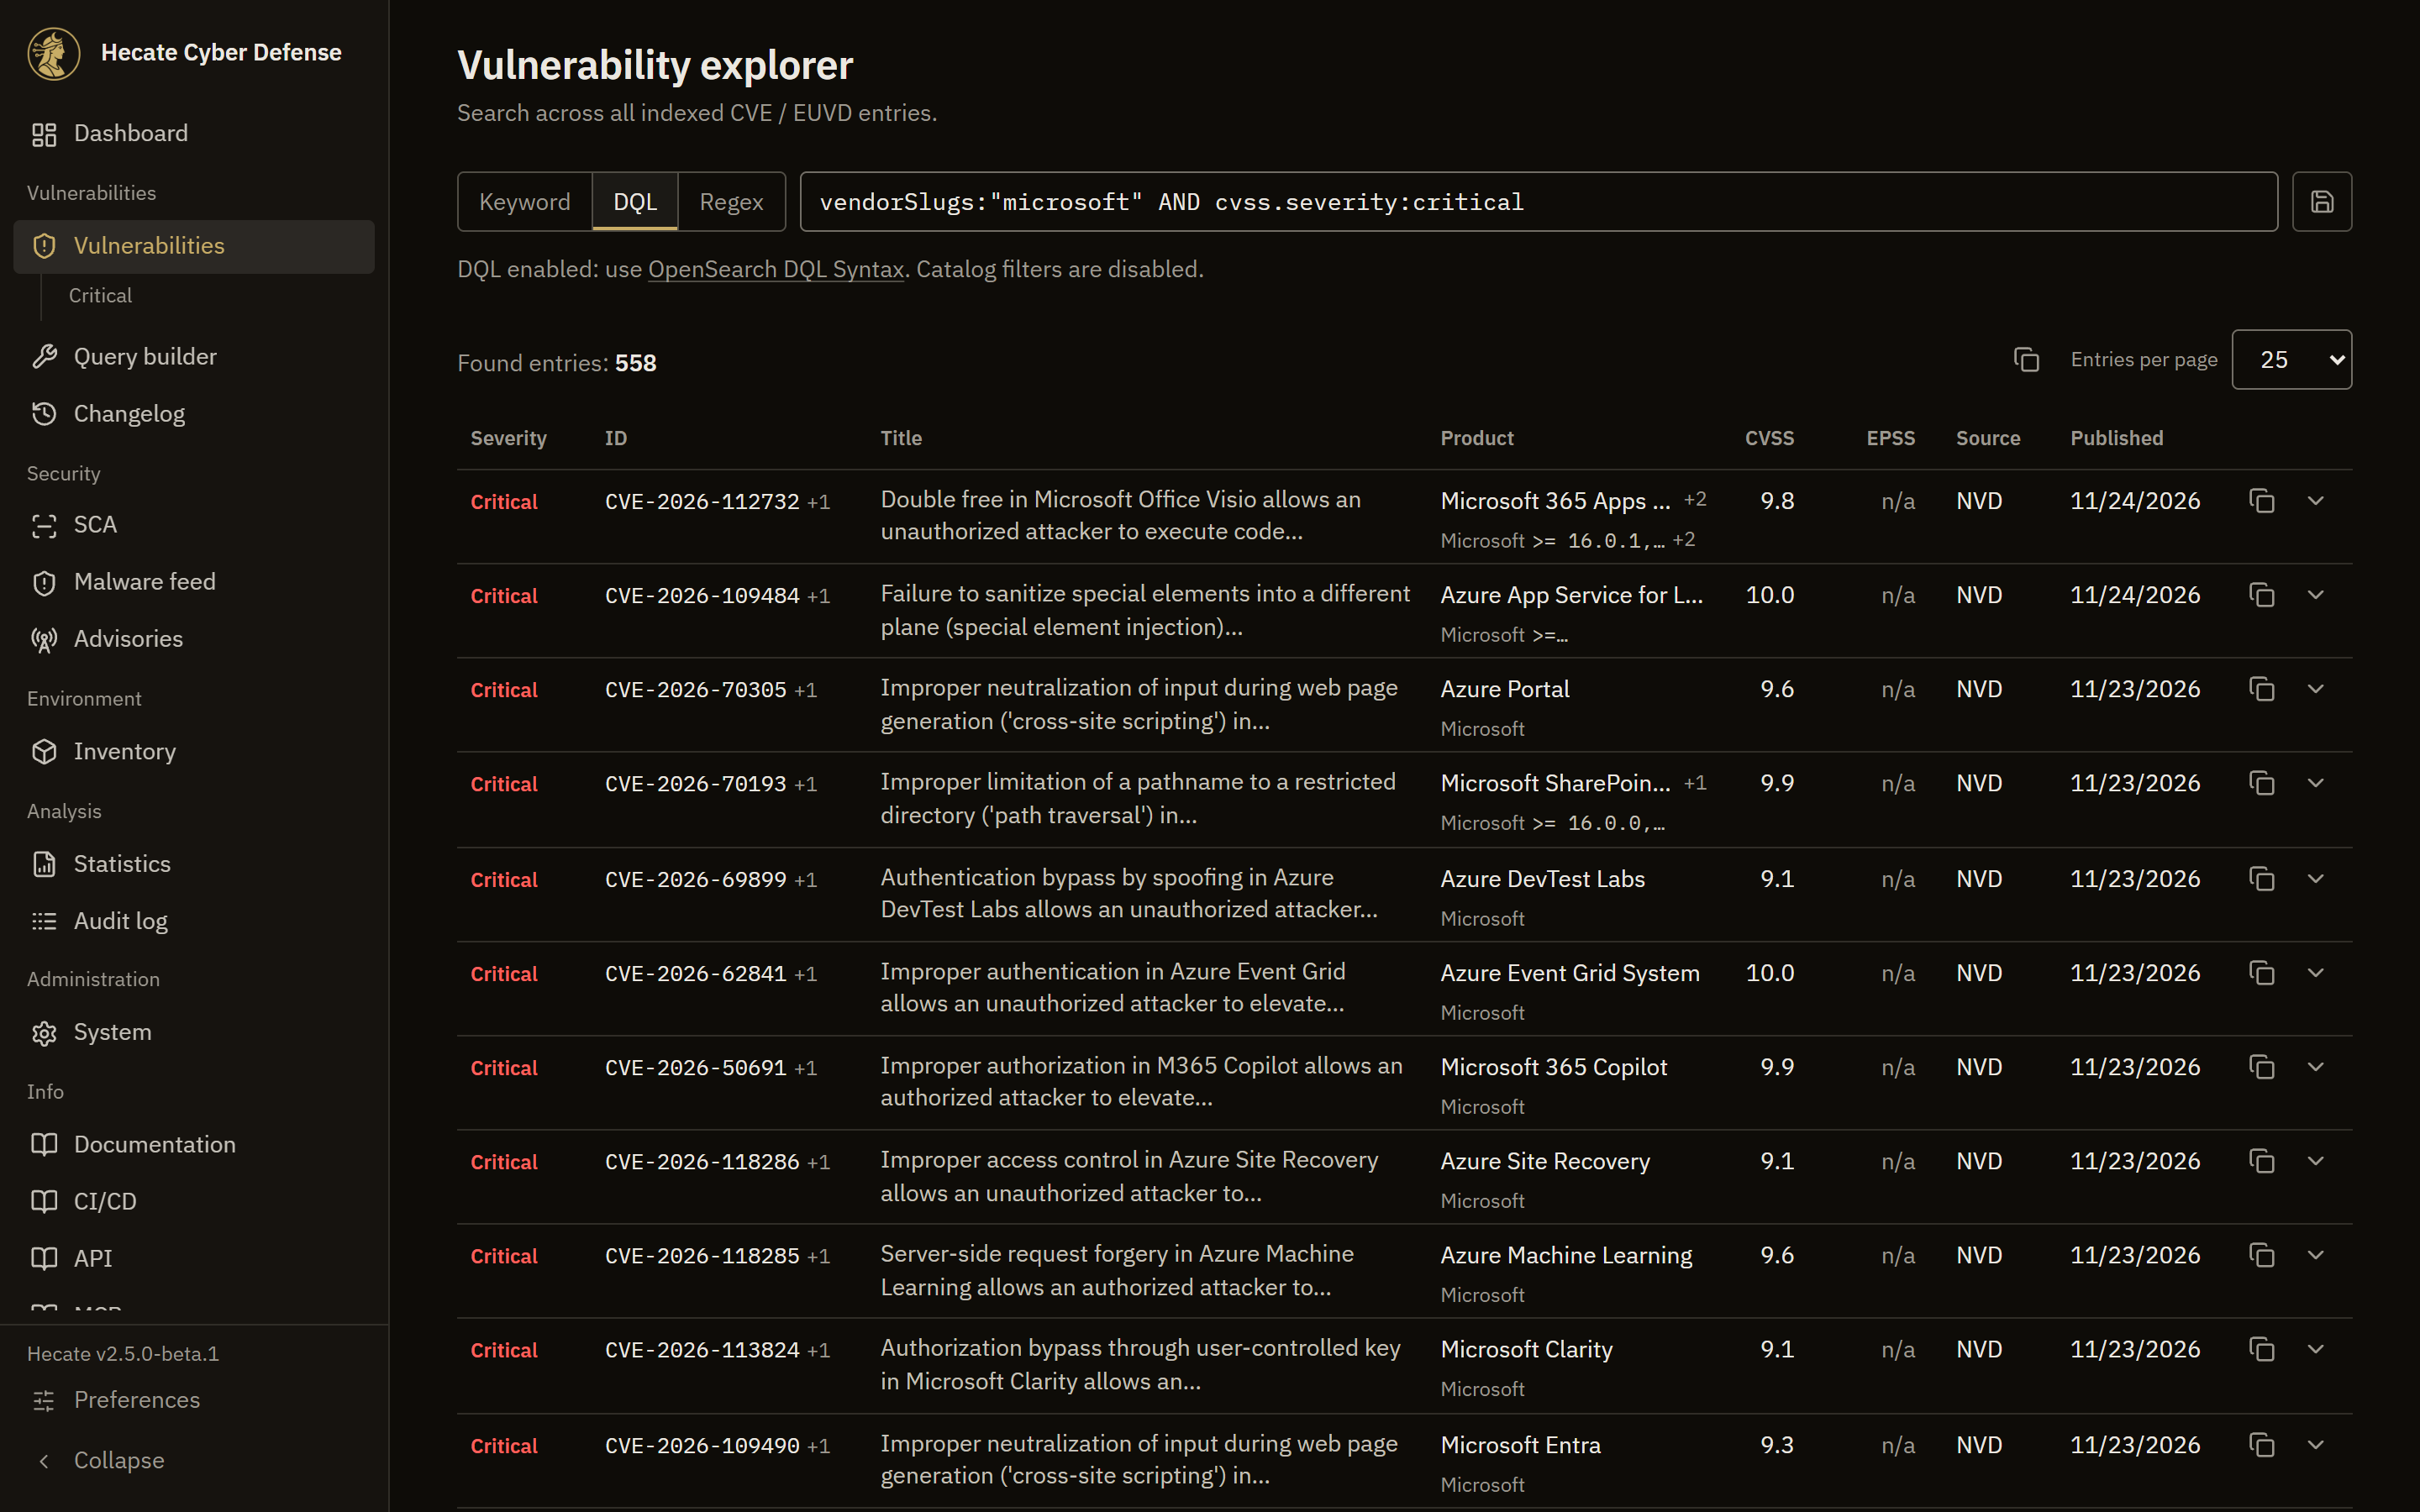 Hecate Cyber Defense
Dashboard
Vulnerabilities
Vulnerabilities
Critical
Query builder
Changelog
Security
SCA
Malware feed
Advisories
Environment
Inventory
Analysis
Statistics
Audit log
Administration
System
Info
Documentation
CI/CD
API
Hecate v2.5.0-beta.1
Preferences
Collapse
Vulnerability explorer
Search across all indexed CVE / EUVD entries.
Keyword DQL Regex vendorSlugs:"microsoft" AND cvss.severity:critical
DQL enabled: use OpenSearch DQL Syntax. Catalog filters are disabled.
Found entries: 558 Entries per page 25
Severity ID Title Product CVSS EPSS Source Published
Critical CVE-2026-112732 +1 Double free in Microsoft Office Visio allows an Microsoft 365 Apps ... +2 9.8 n/a NVD 11/24/2026
unauthorized attacker to execute code... Microsoft >= 16.0.1,… +2
Critical CVE-2026-109484 +1 Failure to sanitize special elements into a different Azure App Service for L... 10.0 n/a NVD 11/24/2026
plane (special element injection)... Microsoft >=…
Critical CVE-2026-70305 +1 Improper neutralization of input during web page Azure Portal 9.6 n/a NVD 11/23/2026
generation ('cross-site scripting') in... Microsoft
Critical CVE-2026-70193 +1 Improper limitation of a pathname to a restricted Microsoft SharePoin... +1 9.9 n/a NVD 11/23/2026
directory ('path traversal') in... Microsoft >= 16.0.0,…
Critical CVE-2026-69899 +1 Authentication bypass by spoofing in Azure Azure DevTest Labs 9.1 n/a NVD 11/23/2026
DevTest Labs allows an unauthorized attacker... Microsoft
Critical CVE-2026-62841 +1 Improper authentication in Azure Event Grid Azure Event Grid System 10.0 n/a NVD 11/23/2026
allows an unauthorized attacker to elevate... Microsoft
Critical CVE-2026-50691 +1 Improper authorization in M365 Copilot allows an Microsoft 365 Copilot 9.9 n/a NVD 11/23/2026
authorized attacker to elevate... Microsoft
Critical CVE-2026-118286 +1 Improper access control in Azure Site Recovery Azure Site Recovery 9.1 n/a NVD 11/23/2026
allows an unauthorized attacker to... Microsoft
Critical CVE-2026-118285 +1 Server-side request forgery in Azure Machine Azure Machine Learning 9.6 n/a NVD 11/23/2026
Learning allows an authorized attacker to... Microsoft
Critical CVE-2026-113824 +1 Authorization bypass through user-controlled key Microsoft Clarity 9.1 n/a NVD 11/23/2026
in Microsoft Clarity allows an... Microsoft
Critical CVE-2026-109490 +1 Improper neutralization of input during web page Microsoft Entra 9.3 n/a NVD 11/23/2026
generation ('cross-site scripting') in... Microsoft